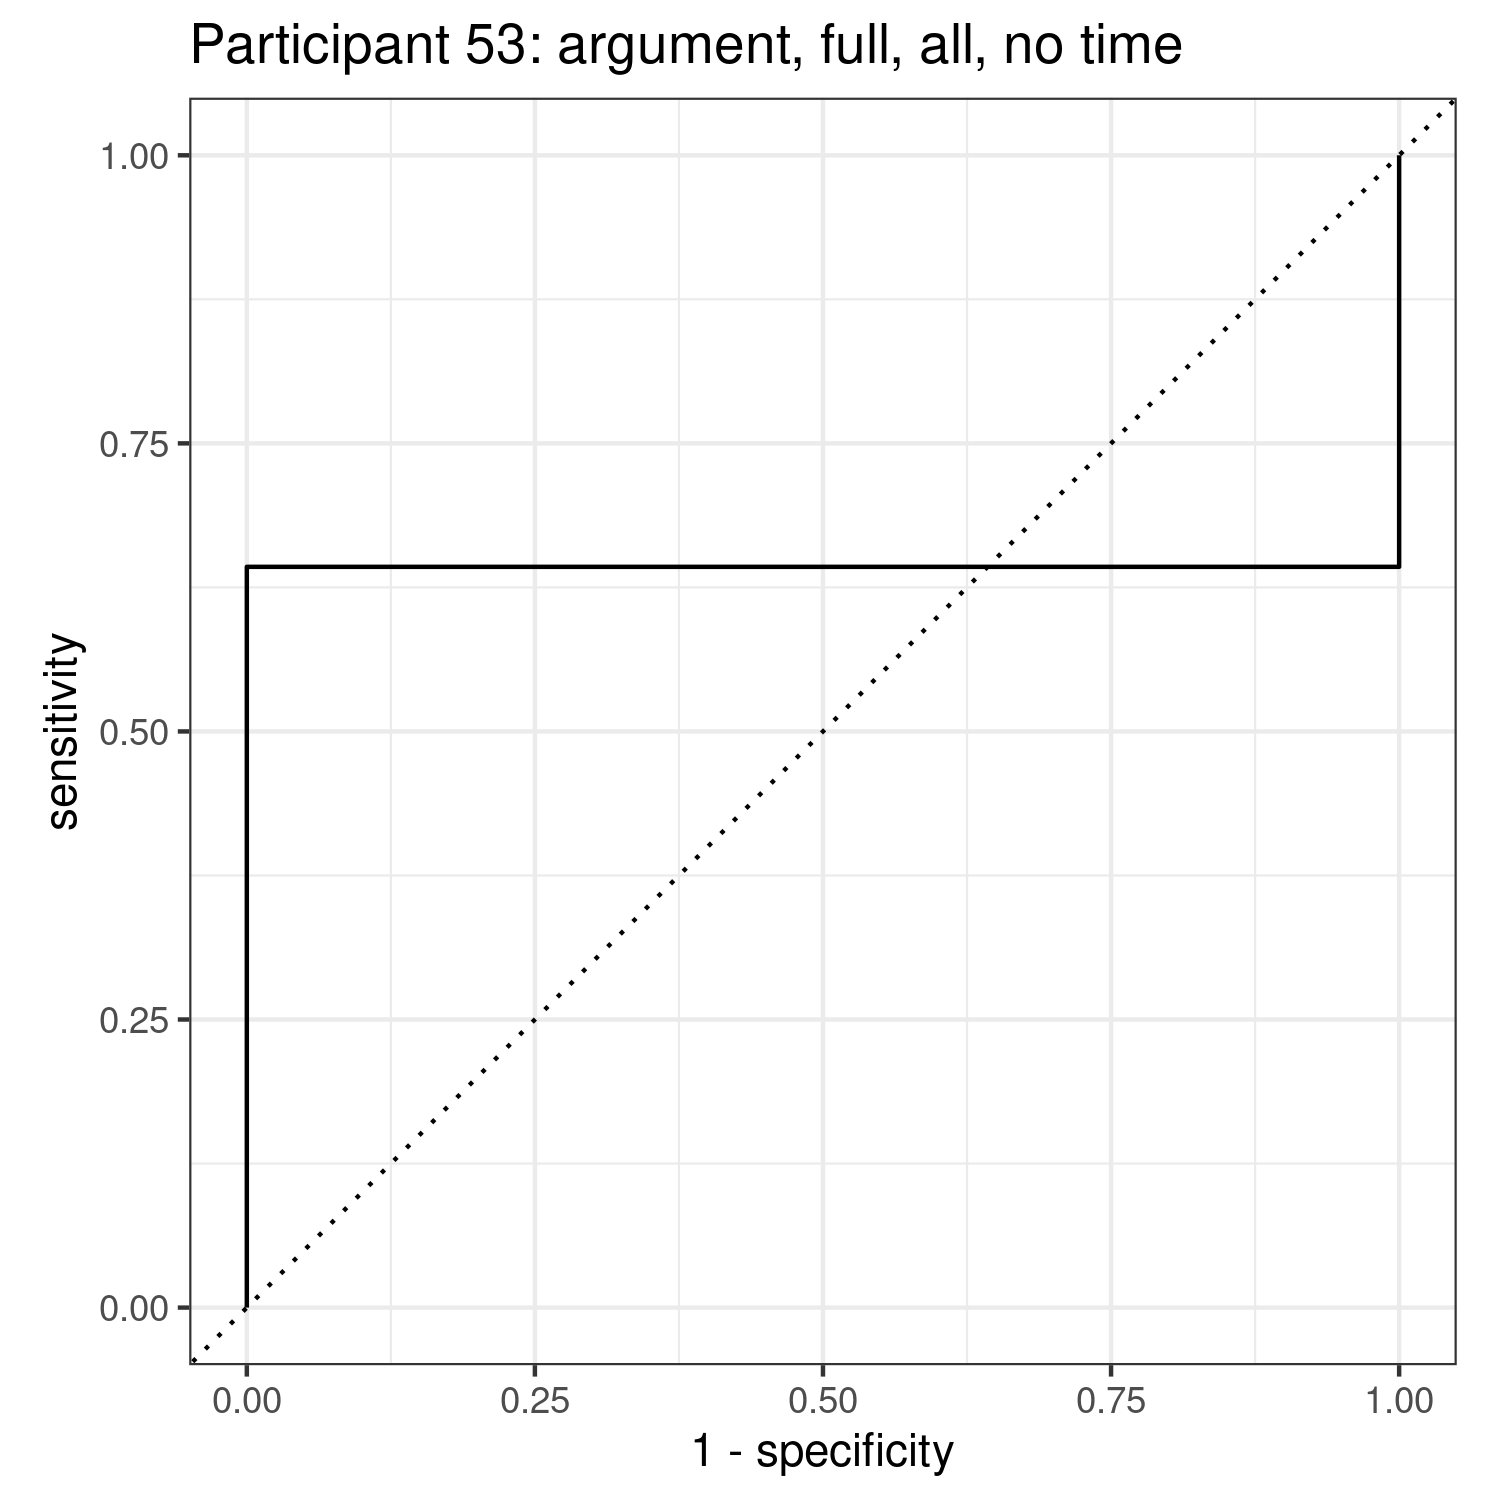 Participant 53: argument, full, all, no time
1.00
0.75
0.50
0.25
0.00
sensitivity
0.00 0.25 0.50 0.75 1.00
1 - specificity